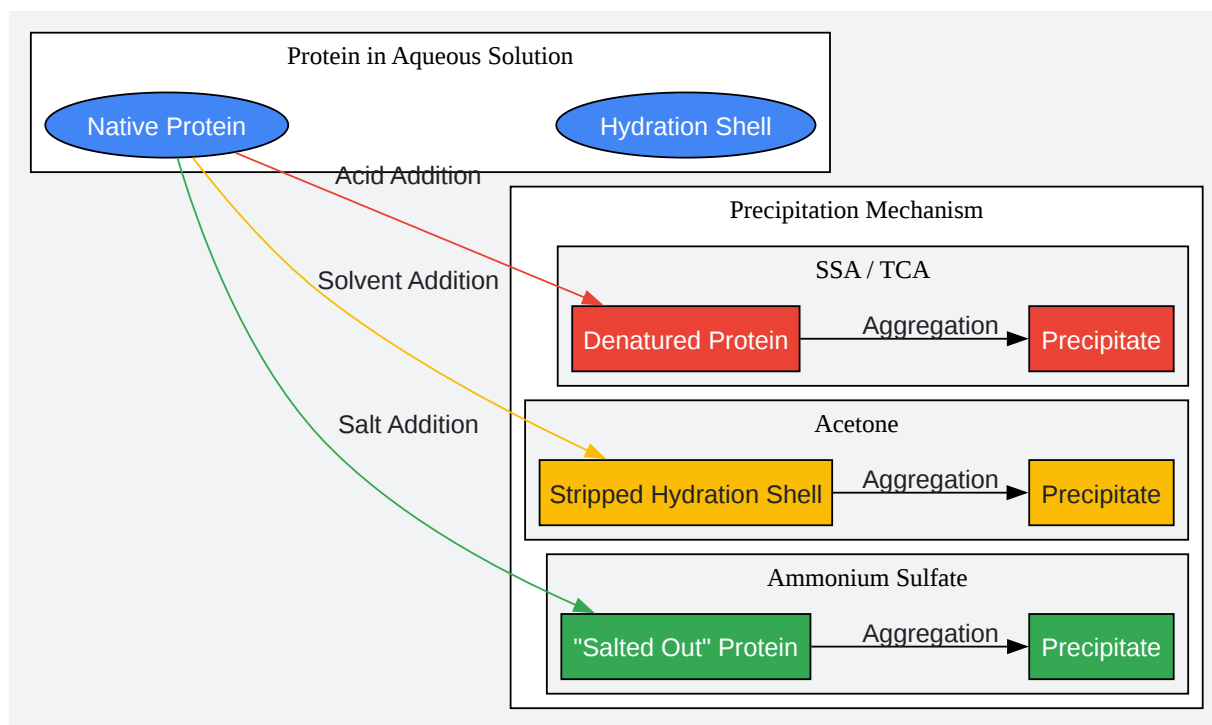 Protein in Aqueous Solution
Native Protein
Hydration Shell
Acid Addition
Solvent Addition
Salt Addition
Precipitation Mechanism
SSA / TCA
Denatured Protein
Aggregation
Precipitate
Acetone
Stripped Hydration Shell
Aggregation
Precipitate
Ammonium Sulfate
"Salted Out" Protein
Aggregation
Precipitate